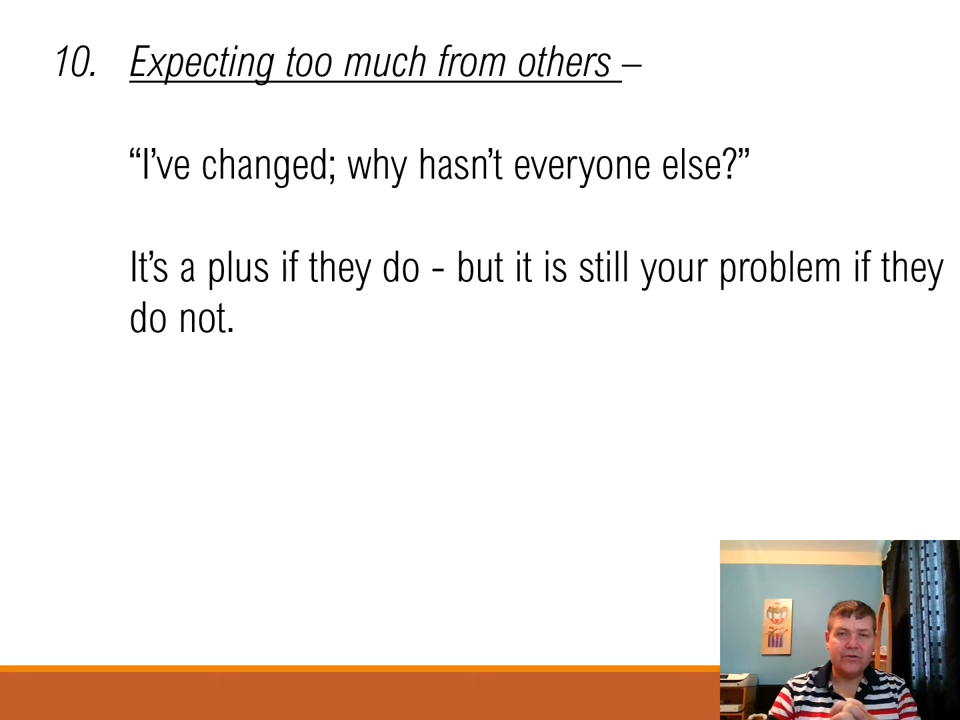 10. Expecting too much from others –
“I’ve changed; why hasn’t everyone else?”
It’s a plus if they do - but it is still your problem if they
do not.